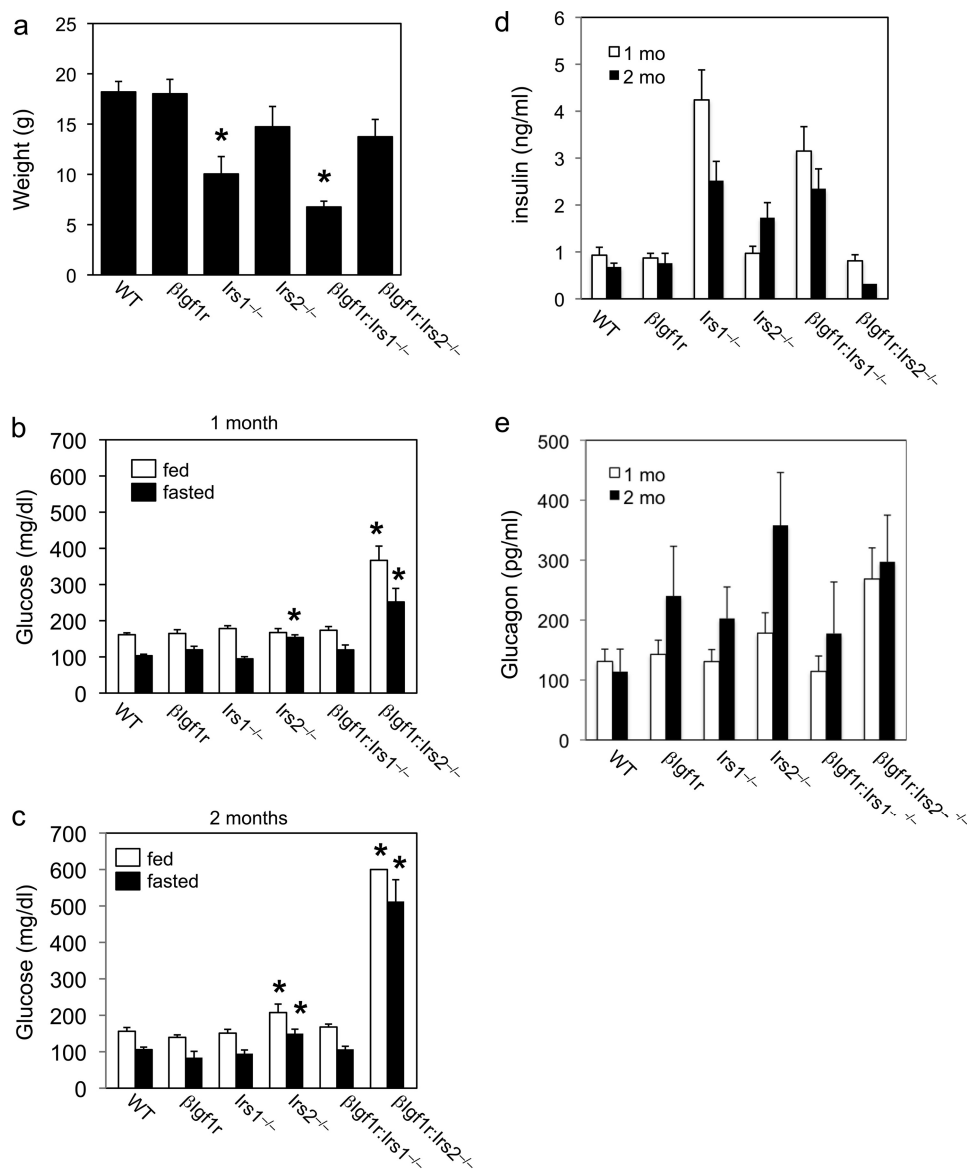 a
25
20
15
10
5
0
Weight (g)
*
*
WT
βIgf1r
Irs1-/-
Irs2-/-
βIgf1r:Irs1-/-
βIgf1r:Irs2-/-
b
1 month
700
600
500
400
300
200
100
0
Glucose (mg/dl)
fed
fasted
*
*
*
WT
βIgf1r
Irs1-/-
Irs2-/-
βIgf1r:Irs1-/-
βIgf1r:Irs2-/-
c
2 months
700
600
500
400
300
200
100
0
Glucose (mg/dl)
fed
fasted
*
*
*
*
WT
βIgf1r
Irs1-/-
Irs2-/-
βIgf1r:Irs1-/-
βIgf1r:Irs2-/-
d
6
5
4
3
2
1
0
insulin (ng/ml)
1 mo
2 mo
WT
βIgf1r
Irs1-/-
Irs2-/-
βIgf1r:Irs1-/-
βIgf1r:Irs2-/-
e
500
400
300
200
100
0
Glucagon (pg/ml)
1 mo
2 mo
WT
βIgf1r
Irs1-/-
Irs2-/-
βIgf1r:Irs1- -/-
βIgf1r:Irs2- -/-